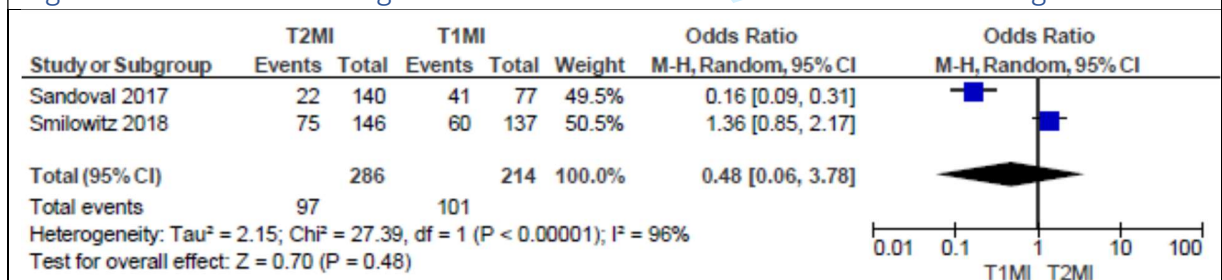 T2MI T1MI Odds Ratio Odds Ratio
Study or Subgroup Events Total Events Total Weight M-H, Random, 95% CI M-H, Random, 95% CI
Sandoval 2017 22 140 41 77 49.5% 0.16 [0.09, 0.31]
Smilowitz 2018 75 146 60 137 50.5% 1.36 [0.85, 2.17]
Total (95% CI) 286 214 100.0% 0.48 [0.06, 3.78]
Total events 97 101
Heterogeneity: Tau² = 2.15; Chi² = 27.39, df = 1 (P < 0.00001); I² = 96%
Test for overall effect: Z = 0.70 (P = 0.48)
0.01 0.1 1 10 100
T1MI T2MI